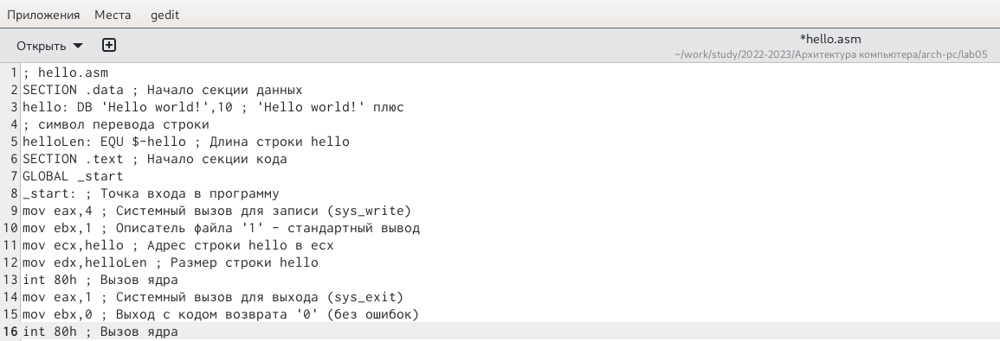 Приложения Места gedit
Открыть *hello.asm
~/work/study/2022-2023/Архитектура компьютера/arch-pc/lab05
1 ; hello.asm
2 SECTION .data ; Начало секции данных
3 hello: DB 'Hello world!',10 ; 'Hello world!' плюс
4 ; символ перевода строки
5 helloLen: EQU $-hello ; Длина строки hello
6 SECTION .text ; Начало секции кода
7 GLOBAL _start
8 _start: ; Точка входа в программу
9 mov eax,4 ; Системный вызов для записи (sys_write)
10 mov ebx,1 ; Описатель файла '1' - стандартный вывод
11 mov ecx,hello ; Адрес строки hello в ecx
12 mov edx,helloLen ; Размер строки hello
13 int 80h ; Вызов ядра
14 mov eax,1 ; Системный вызов для выхода (sys_exit)
15 mov ebx,0 ; Выход с кодом возврата '0' (без ошибок)
16 int 80h ; Вызов ядра